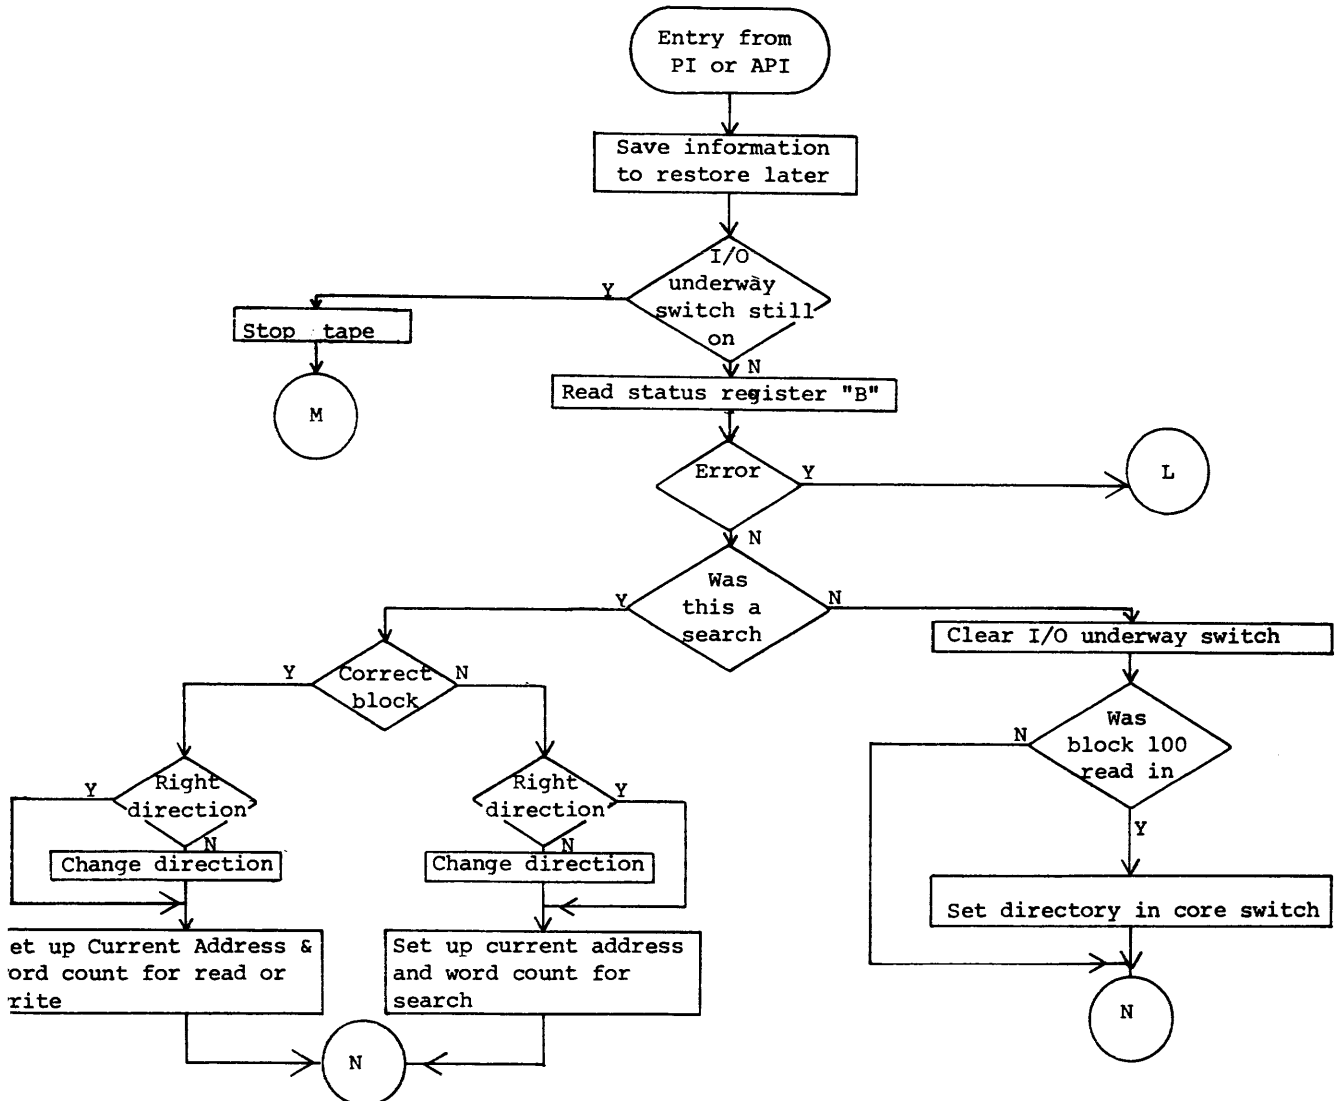 Entry from
PI or API
Save information
to restore later
I/O
underway
switch still
on
Y
N
Stop tape
M
Read status register "B"
Error
Y
L
N
Was
this a
search
Y
N
Clear I/O underway switch
Correct
block
Y
N
Was
block 100
read in
N
Y
Right
direction
Y
N
Right
direction
Y
N
Change direction
Change direction
Set directory in core switch
et up Current Address &
ord count for read or
rite
Set up current address
and word count for
search
N
N